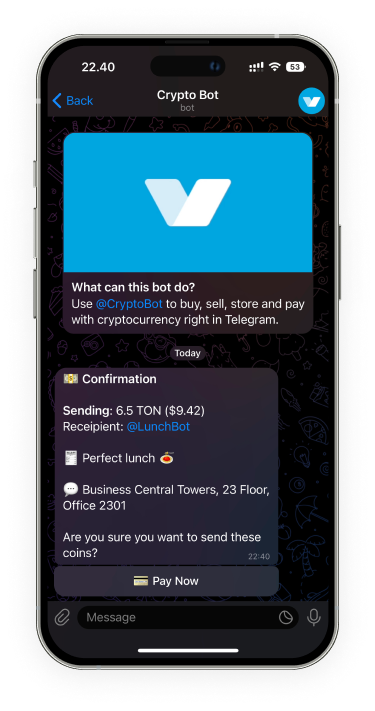 22.40
53
Back
Crypto Bot
bot
What can this bot do?
Use @CryptoBot to buy, sell, store and pay
with cryptocurrency right in Telegram.
Today
Confirmation
Sending: 6.5 TON ($9.42)
Receipient: @LunchBot
Perfect lunch
Business Central Towers, 23 Floor,
Office 2301
Are you sure you want to send these
coins?
22:40
Pay Now
Message